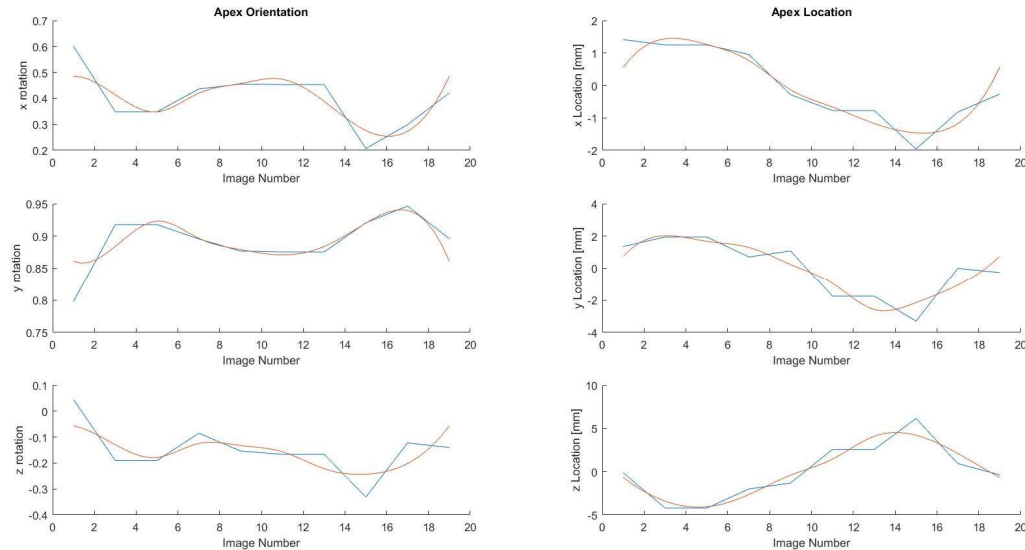 Apex Orientation
0.7
0.6
0.5
0.4
0.3
0.2
x rotation
0 2 4 6 8 10 12 14 16 18 20
Image Number
0.95
0.9
0.85
0.8
0.75
y rotation
0 2 4 6 8 10 12 14 16 18 20
Image Number
0.1
0
-0.1
-0.2
-0.3
-0.4
z rotation
0 2 4 6 8 10 12 14 16 18 20
Image Number
Apex Location
2
1
0
-1
-2
x Location [mm]
0 2 4 6 8 10 12 14 16 18 20
Image Number
4
2
0
-2
-4
y Location [mm]
0 2 4 6 8 10 12 14 16 18 20
Image Number
10
5
0
-5
z Location [mm]
0 2 4 6 8 10 12 14 16 18 20
Image Number